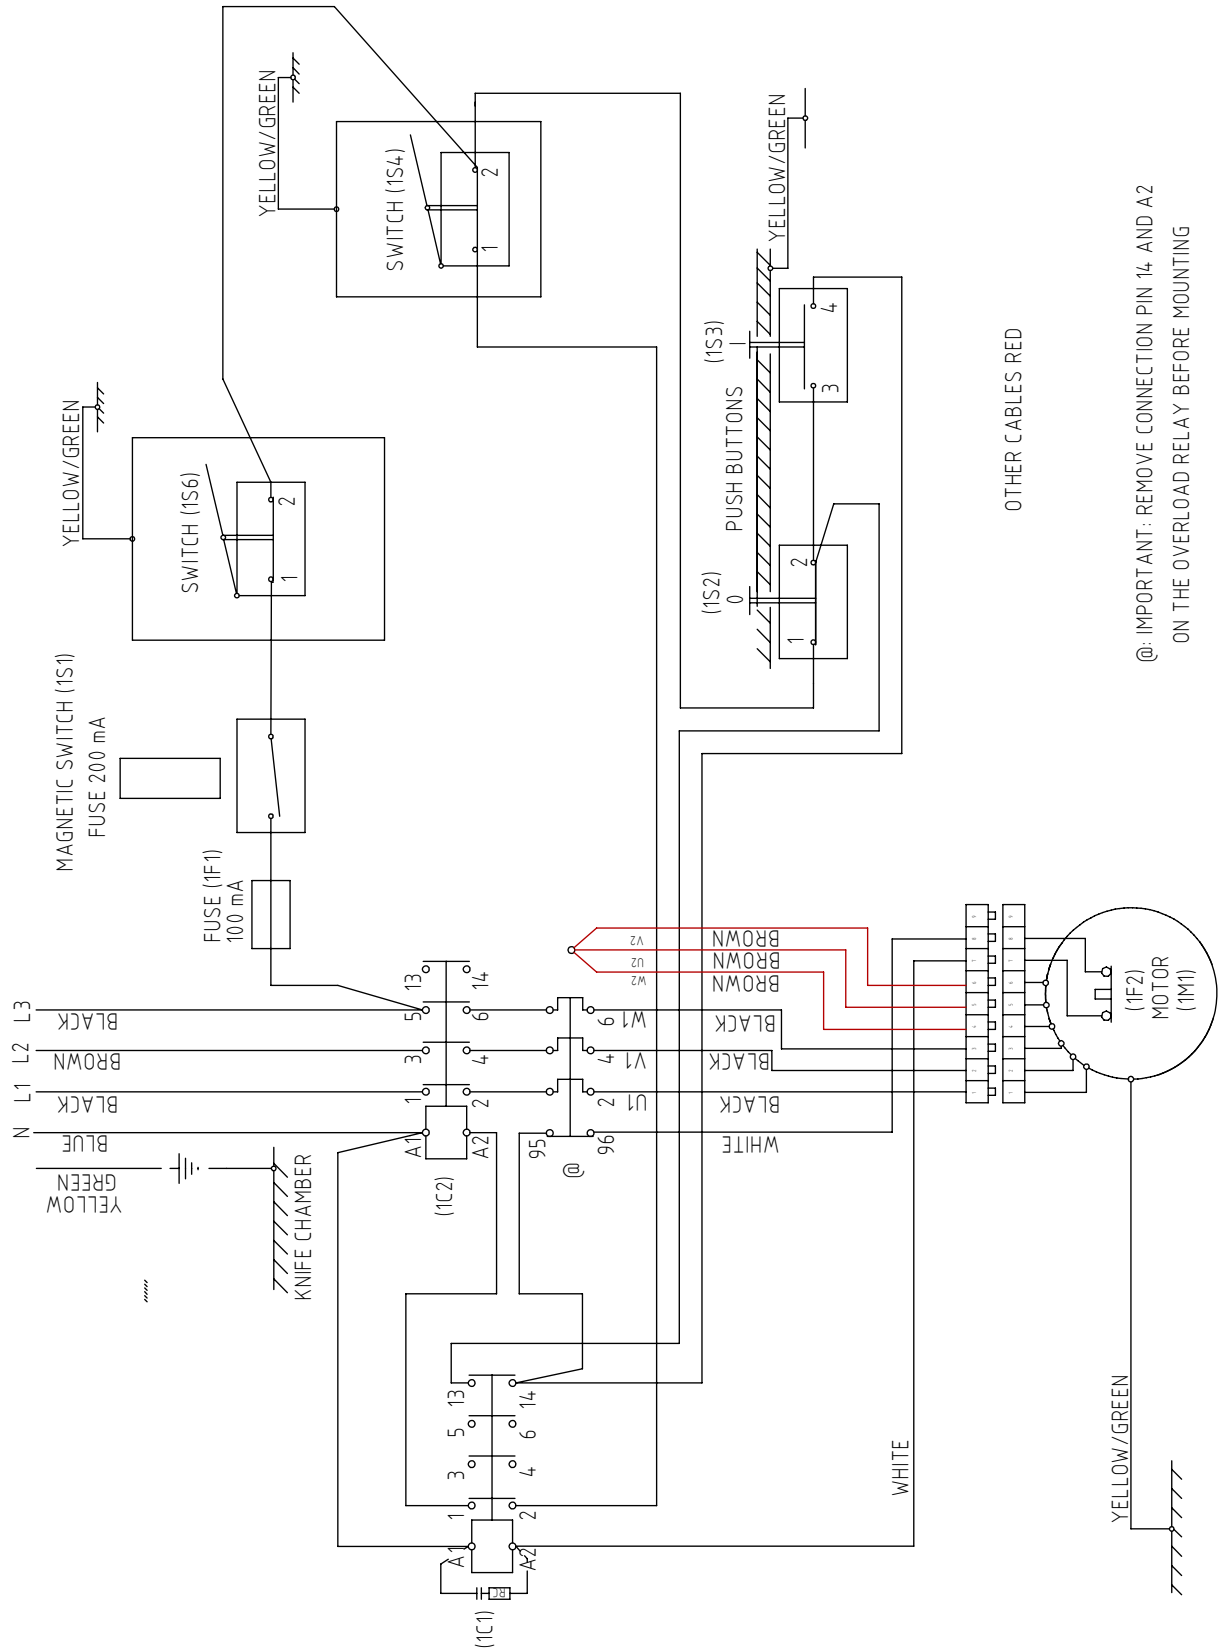 YELLOW/GREEN
YELLOW/GREEN
SWITCH (1S4)
1
2
SWITCH (1S6)
1
2
MAGNETIC SWITCH (1S1)
FUSE 200 mA
FUSE (1F1)
100 mA
YELLOW/GREEN
PUSH BUTTONS
(1S2)
0
1
2
(1S3)
I
3
4
OTHER CABLES RED
@: IMPORTANT: REMOVE CONNECTION PIN 14 AND A2
ON THE OVERLOAD RELAY BEFORE MOUNTING
L3
BLACK
L2
BROWN
L1
BLACK
N
BLUE
YELLOW
GREEN
KNIFE CHAMBER
13
14
5
6
3
4
1
2
A1
A2
(1C2)
95
96
@
2
4
6
U1
V1
W1
V2
U2
W2
BROWN
BROWN
BROWN
BLACK
BLACK
BLACK
WHITE
(1F2)
MOTOR
(1M1)
13
14
5
6
3
4
1
2
A1
A2
RC
(1C1)
WHITE
YELLOW/GREEN